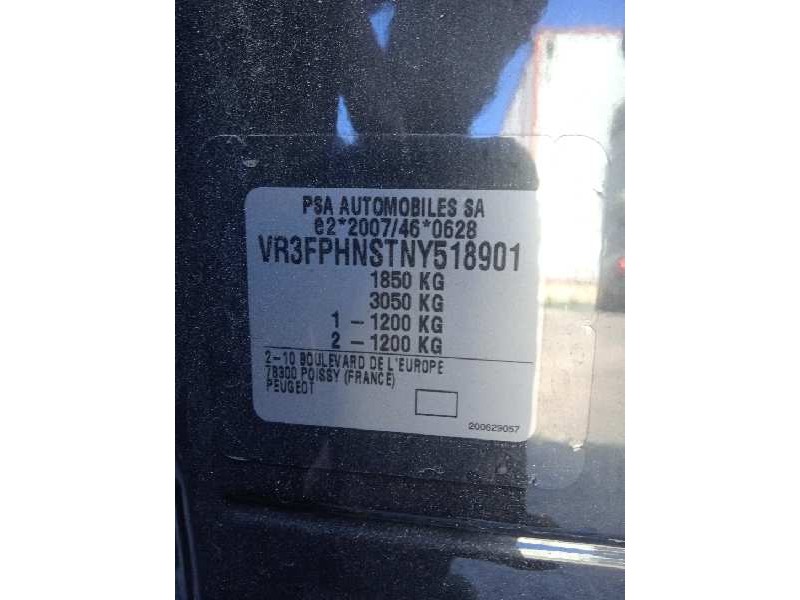 PSA AUTOMOBILES SA
e2*2007/46*0628
VR3FPHNSTNY518901
1850 KG
3050 KG
1 - 1200 KG
2 - 1200 KG
2-10 BOULEVARD DE L'EUROPE
78300 POISSY (FRANCE)
PEUGEOT
200629057